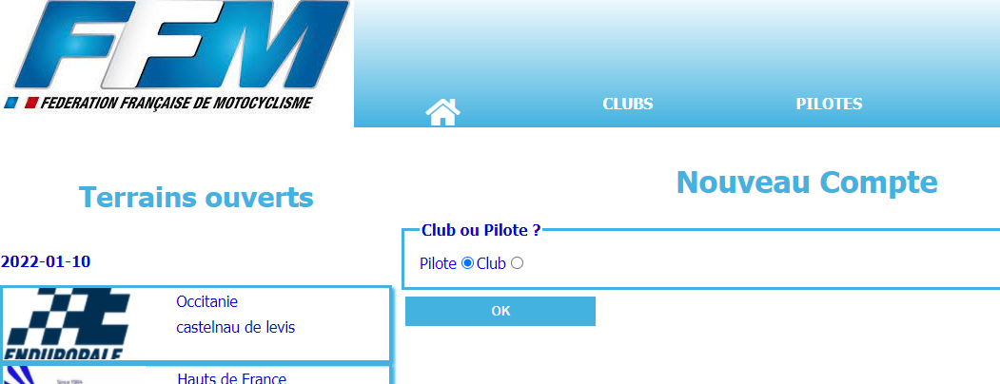 FFM
FEDERATION FRANÇAISE DE MOTOCYCLISME
CLUBS
PILOTES
Terrains ouverts
2022-01-10
ENDUROPALE
Occitanie
castelnau de levis
Since 1984
Hauts de France
Nouveau Compte
Club ou Pilote ?
Pilote Club
OK